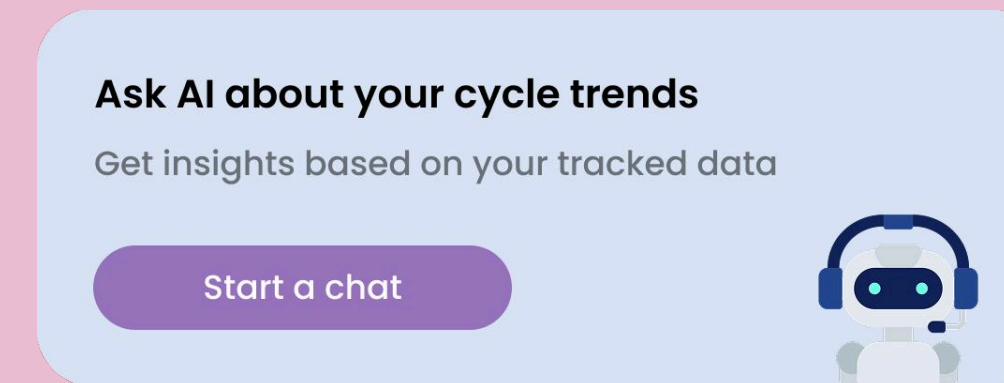 Ask AI about your cycle trends
Get insights based on your tracked data
Start a chat